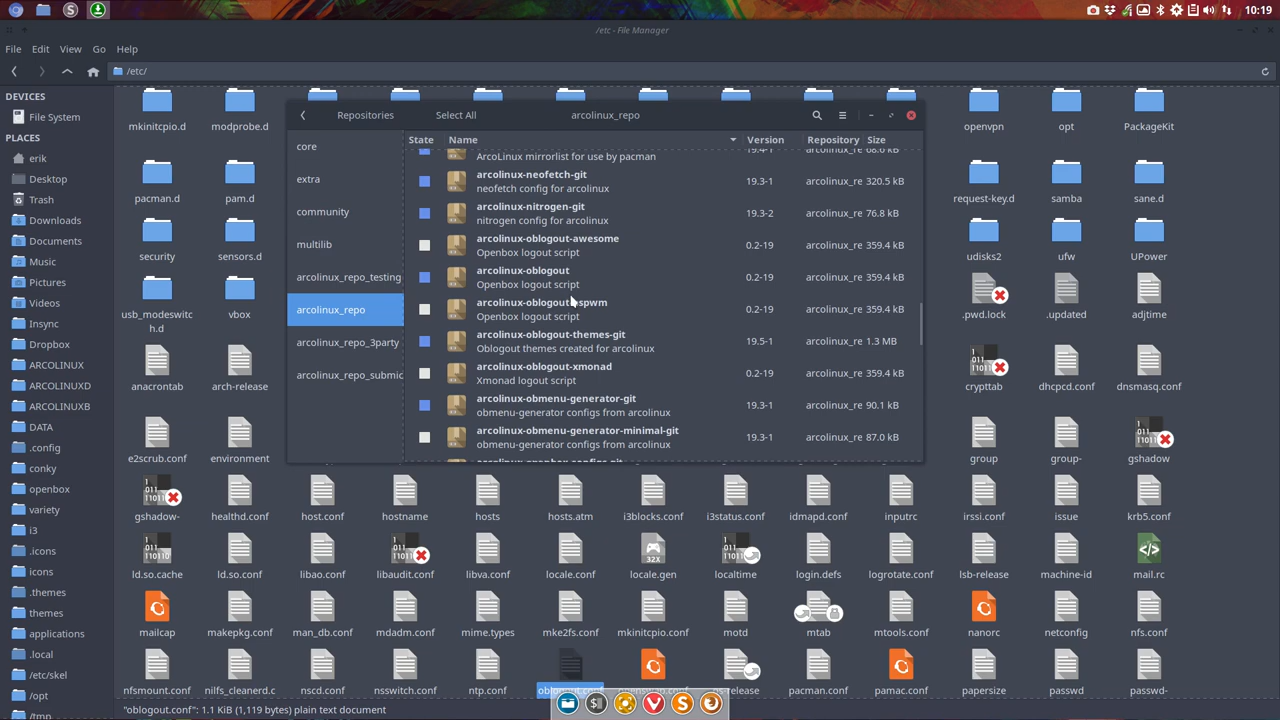 10:19
/etc/ - File Manager
File Edit View Go Help
/etc/
DEVICES
File System
PLACES
erik
Desktop
Trash
Downloads
Documents
Music
Pictures
Videos
Insync
Dropbox
ARCOLINUX
ARCOLINUXD
ARCOLINUXB
DATA
.config
conky
openbox
variety
i3
.icons
icons
.themes
themes
applications
.local
/etc/skel
/opt
/tmp
mkinitcpio.d modprobe.d openvpn opt PackageKit
pacman.d pam.d request-key.d samba sane.d
security sensors.d udisks2 ufw UPower
usb_modeswitch.d vbox .pwd.lock .updated adjtime
anacrontab arch-release crypttab dhcpcd.conf dnsmasq.conf
e2scrub.conf environment group group- gshadow
Repositories Select All arcolinux_repo
core
extra
community
multilib
arcolinux_repo_testing
arcolinux_repo
arcolinux_repo_3party
arcolinux_repo_submic
State Name Version Repository Size
ArcoLinux mirrorlist for use by pacman
arcolinux-neofetch-git
neofetch config for arcolinux
19.3-1 arcolinux_re 320.5 kB
arcolinux-nitrogen-git
nitrogen config for arcolinux
19.3-2 arcolinux_re 76.8 kB
arcolinux-oblogout-awesome
Openbox logout script
0.2-19 arcolinux_re 359.4 kB
arcolinux-oblogout
Openbox logout script
0.2-19 arcolinux_re 359.4 kB
Openbox logout script
0.2-19 arcolinux_re 359.4 kB
arcolinux-oblogout-themes-git
Oblogout themes created for arcolinux
19.5-1 arcolinux_re 1.3 MB
arcolinux-oblogout-xmonad
Xmonad logout script
0.2-19 arcolinux_re 359.4 kB
arcolinux-obmenu-generator-git
obmenu-generator configs from arcolinux
19.3-1 arcolinux_re 90.1 kB
arcolinux-obmenu-generator-minimal-git
obmenu-generator configs from arcolinux
19.3-1 arcolinux_re 87.0 kB
gshadow- healthd.conf host.conf hostname hosts hosts.atm i3blocks.conf i3status.conf idmapd.conf inputrc irssi.conf issue krb5.conf
ld.so.cache ld.so.conf libao.conf libaudit.conf libva.conf locale.conf locale.gen localtime login.defs logrotate.conf lsb-release machine-id mail.rc
mailcap makepkg.conf man_db.conf mdadm.conf mime.types mke2fs.conf mkinitcpio.conf motd mtab mtools.conf nanorc netconfig nfs.conf
nfsmount.conf nilfs_cleanerd.c nscd.conf nsswitch.conf ntp.conf oblogout.conf pacman.conf pamac.conf papersize passwd passwd-
"oblogout.conf": 1.1 KiB (1,119 bytes) plain text document